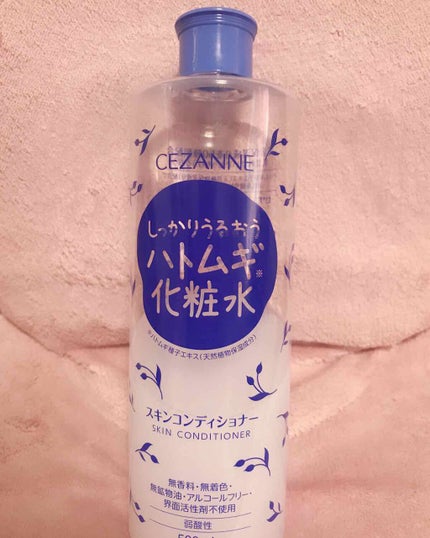 CEZANNE
しっかりうるおう
ハトムギ※
化粧水
※ハトムギ種子エキス(天然植物保湿成分)
スキンコンディショナー
SKIN CONDITIONER
無香料・無着色・
無鉱物油・アルコールフリー・
界面活性剤不使用
弱酸性